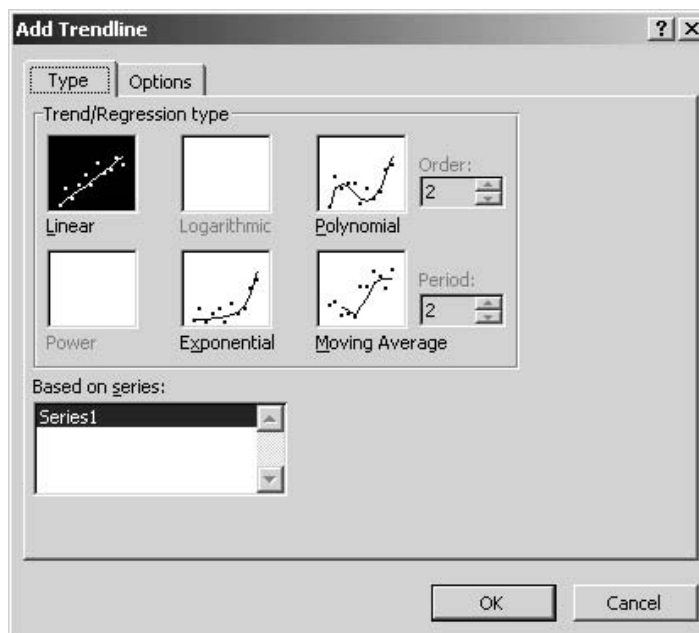 Add Trendline
Type Options
Trend/Regression type
Order:
2
Linear Logarithmic Polynomial
Period:
2
Power Exponential Moving Average
Based on series:
Series1
OK Cancel